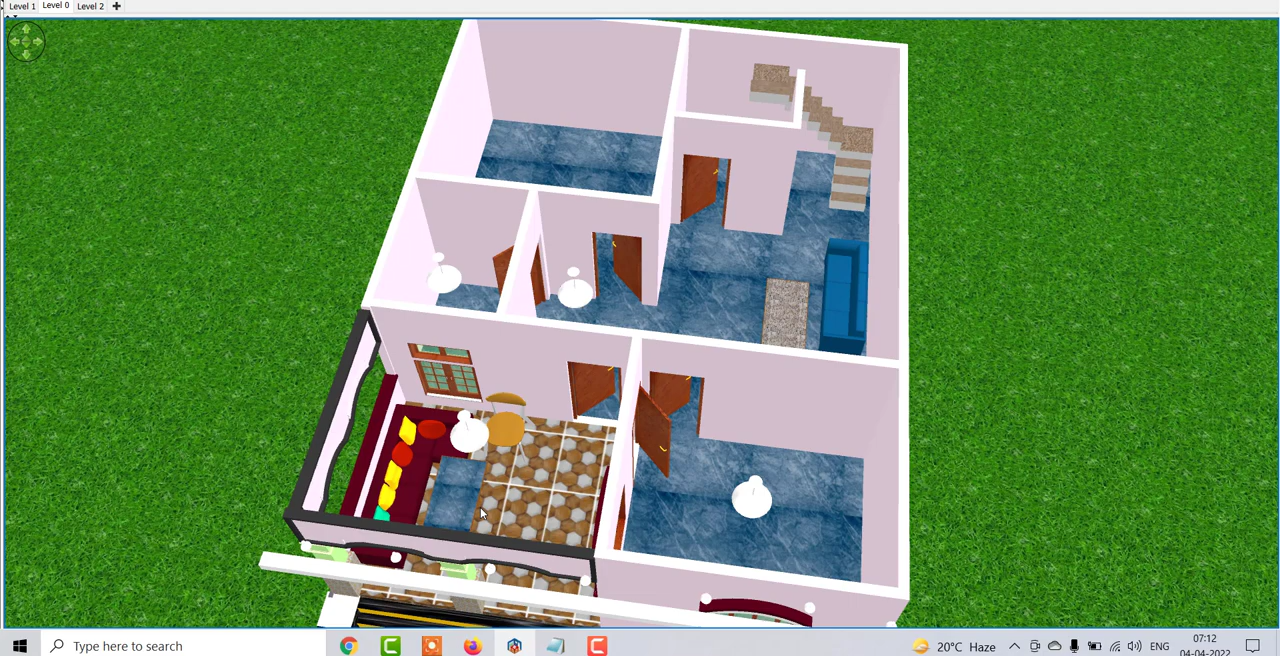 Level 1 Level 0 Level 2
Type here to search
20°C Haze
ENG
07:12
04-04-2022